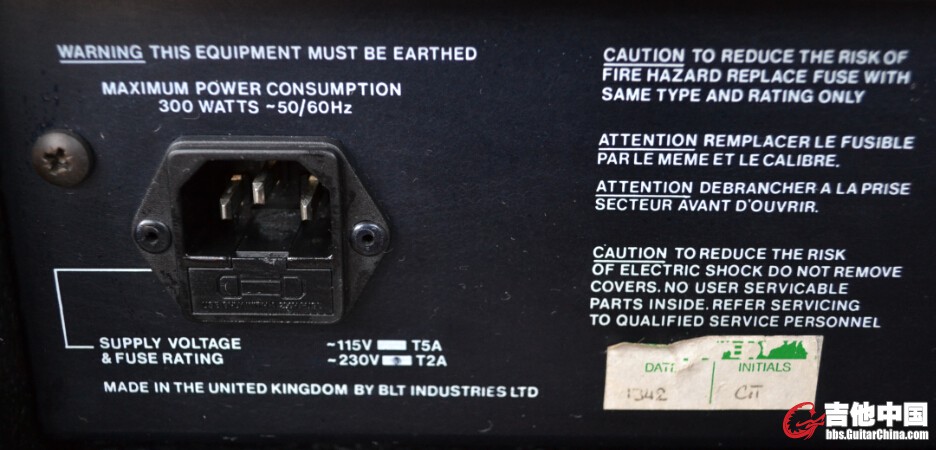 WARNING THIS EQUIPMENT MUST BE EARTHED
MAXIMUM POWER CONSUMPTION
300 WATTS ~50/60Hz
SUPPLY VOLTAGE
& FUSE RATING
~115V T5A
~230V T2A
MADE IN THE UNITED KINGDOM BY BLT INDUSTRIES LTD
CAUTION TO REDUCE THE RISK OF
FIRE HAZARD REPLACE FUSE WITH
SAME TYPE AND RATING ONLY
ATTENTION REMPLACER LE FUSIBLE
PAR LE MEME ET LE CALIBRE.
ATTENTION DEBRANCHER A LA PRISE
SECTEUR AVANT D'OUVRIR.
CAUTION TO REDUCE THE RISK
OF ELECTRIC SHOCK DO NOT REMOVE
COVERS. NO USER SERVICABLE
PARTS INSIDE. REFER SERVICING
TO QUALIFIED SERVICE PERSONNEL
DATE INITIALS
1342
吉他中国
bbs.GuitarChina.com